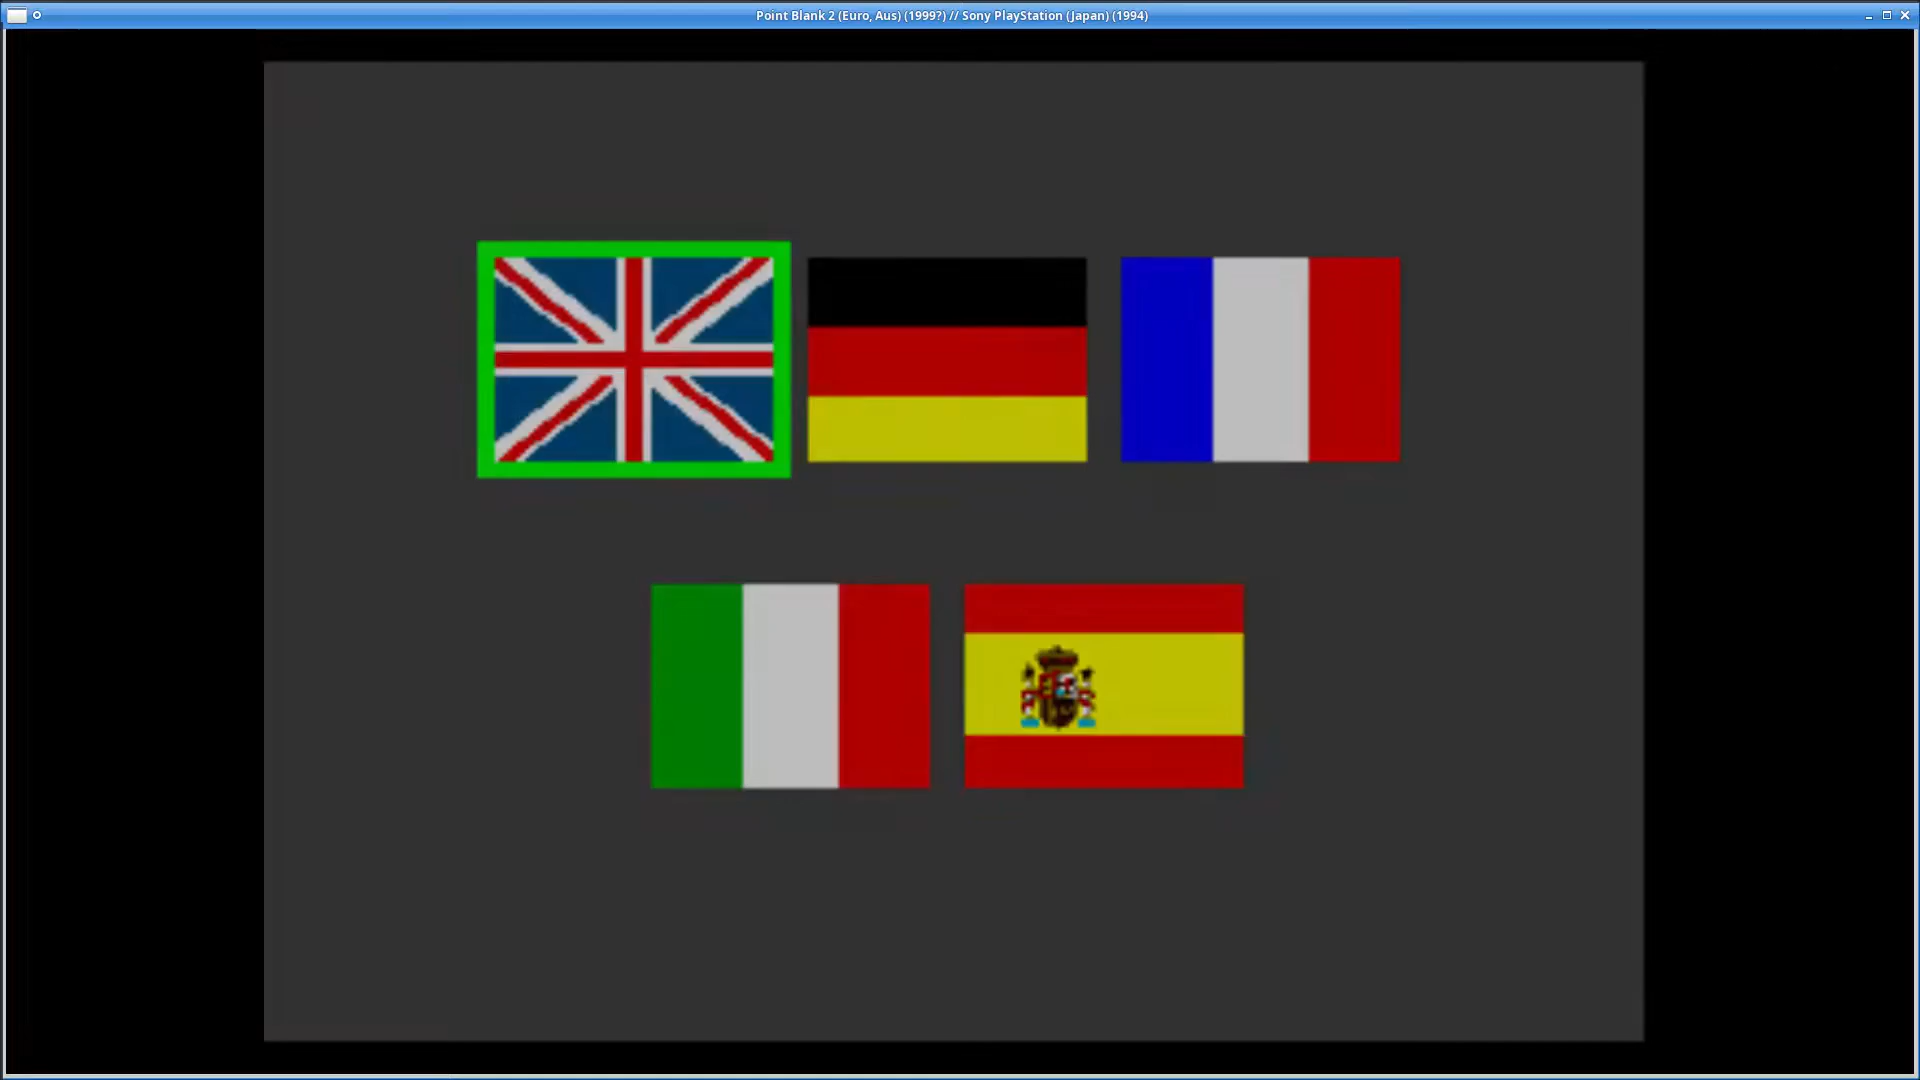 Point Blank 2 (Euro, Aus) (1999?) // Sony PlayStation (Japan) (1994)